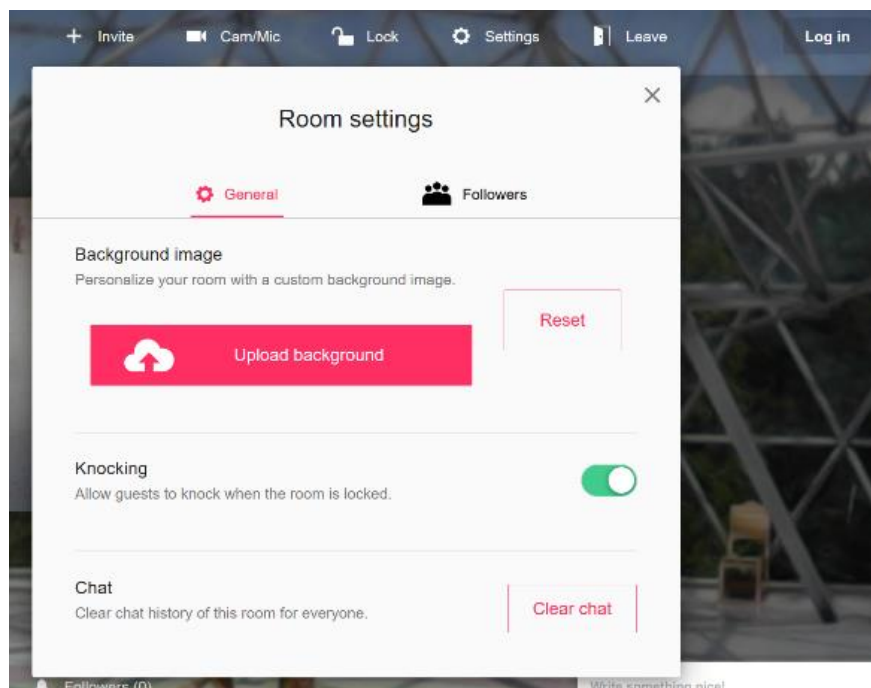 Invite Cam/Mic Lock Settings Leave Log in
Room settings
General Followers
Background image
Personalize your room with a custom background image.
Reset
Upload background
Knocking
Allow guests to knock when the room is locked.
Chat
Clear chat history of this room for everyone.
Clear chat
Followers (0)
Write something nice!